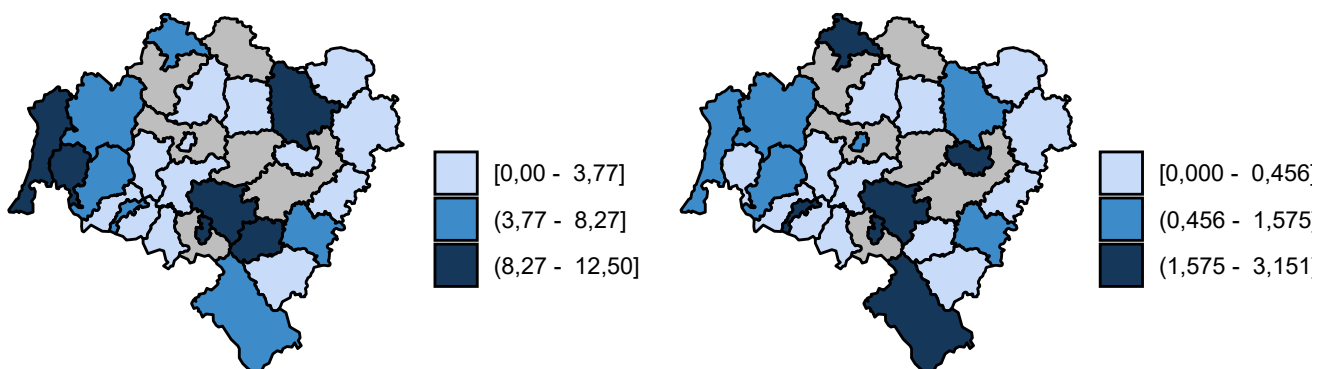 [0,00 - 3,77]
(3,77 - 8,27]
(8,27 - 12,50]
[0,000 - 0,456]
(0,456 - 1,575]
(1,575 - 3,151]